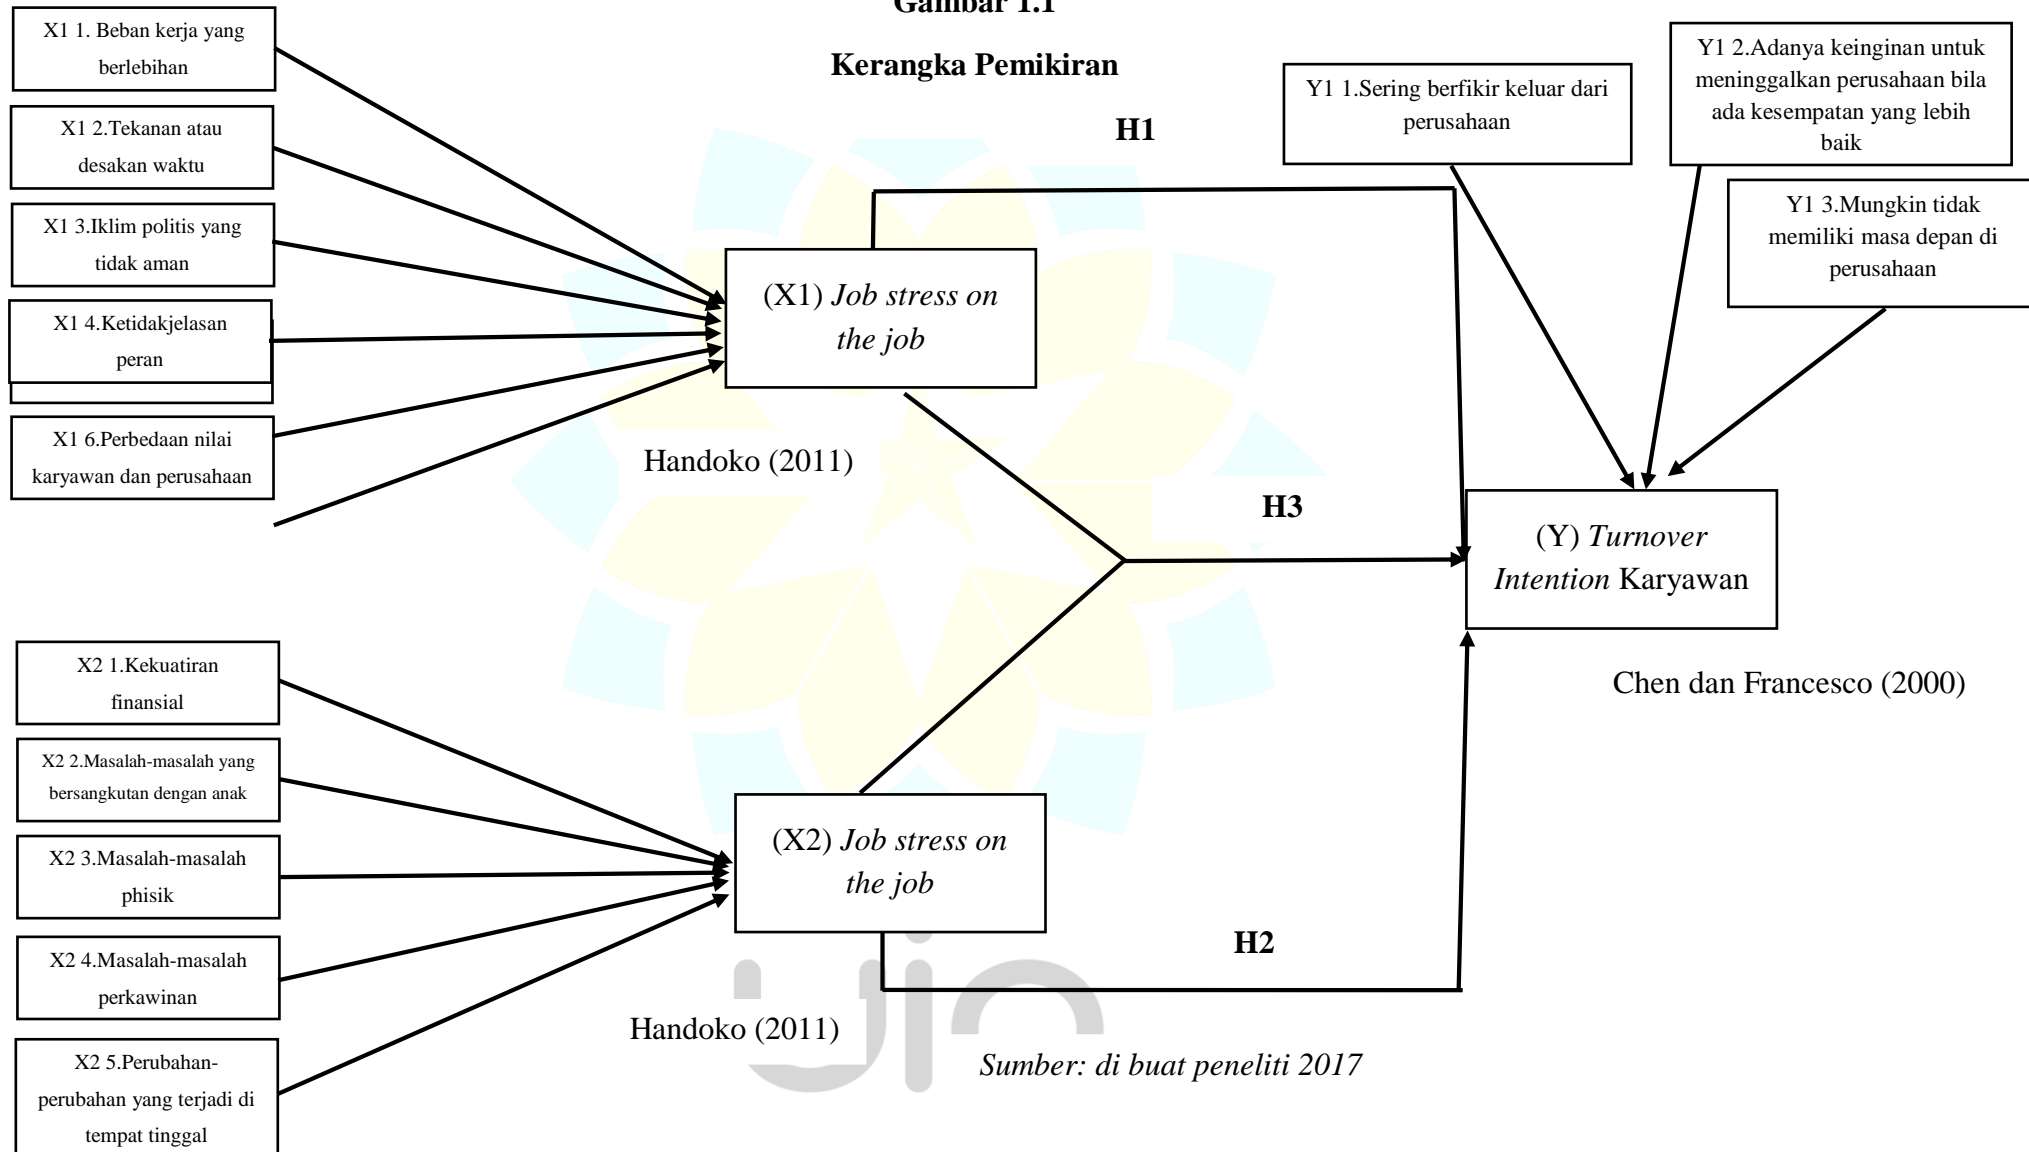 Gambar 1.1
Kerangka Pemikiran
X1 1. Beban kerja yang
berlebihan
X1 2.Tekanan atau
desakan waktu
X1 3.Iklim politis yang
tidak aman
X1 4.Ketidakjelasan
peran
X1 6.Perbedaan nilai
karyawan dan perusahaan
(X1) Job stress on
the job
Handoko (2011)
H1
Y1 1.Sering berfikir keluar dari
perusahaan
Y1 2.Adanya keinginan untuk
meninggalkan perusahaan bila
ada kesempatan yang lebih
baik
Y1 3.Mungkin tidak
memiliki masa depan di
perusahaan
H3
(Y) Turnover
Intention Karyawan
Chen dan Francesco (2000)
X2 1.Kekuatiran
finansial
X2 2.Masalah-masalah yang
bersangkutan dengan anak
X2 3.Masalah-masalah
phisik
X2 4.Masalah-masalah
perkawinan
X2 5.Perubahan-
perubahan yang terjadi di
tempat tinggal
(X2) Job stress on
the job
H2
Handoko (2011)
Sumber: di buat peneliti 2017
uin